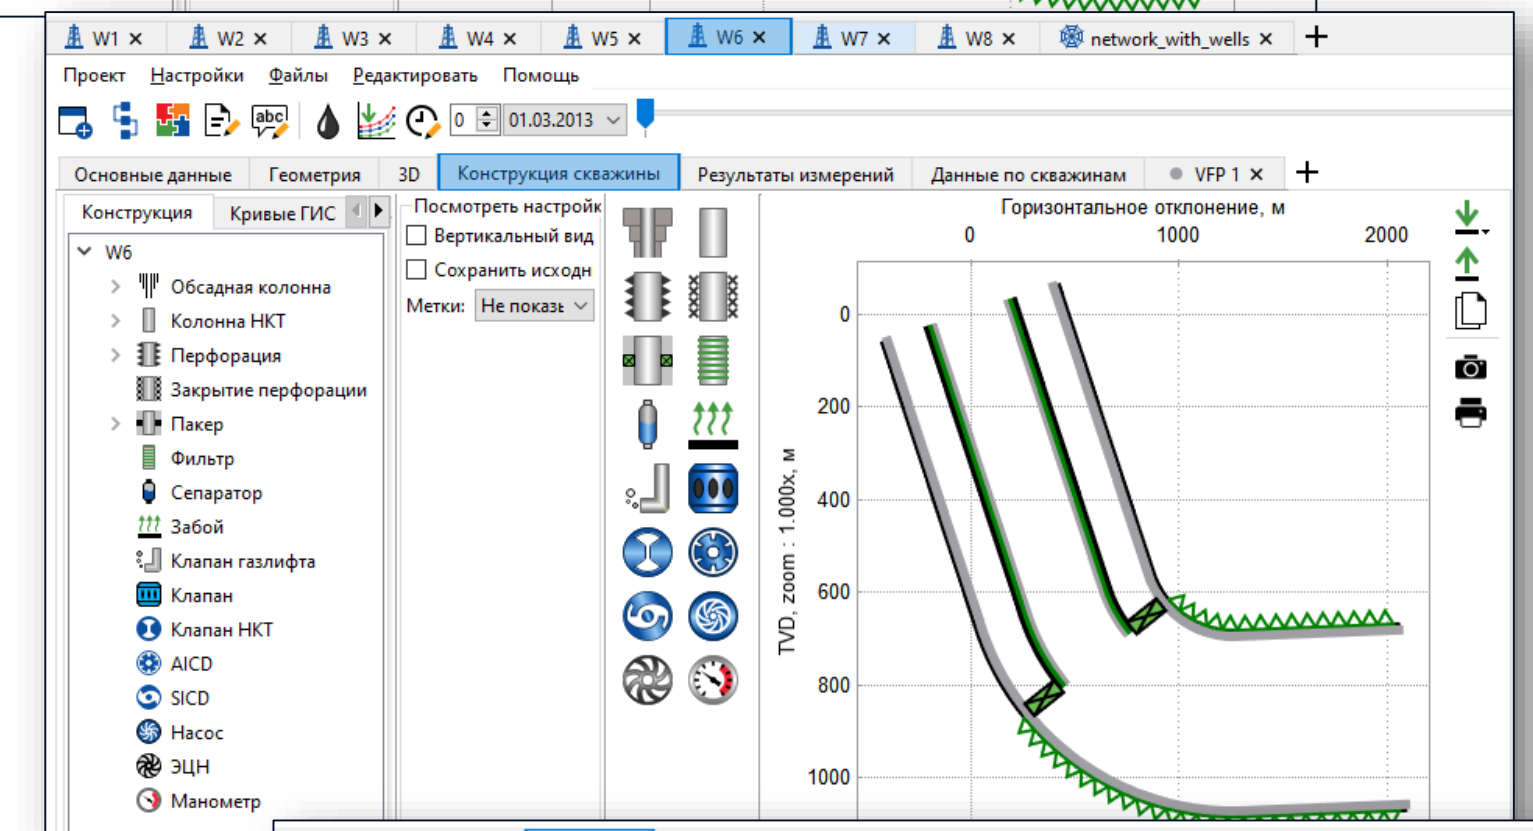 W1 × W2 × W3 × W4 × W5 × W6 × W7 × W8 × network_with_wells × +
Проект Настройки Файлы Редактировать Помощь
abc 0 01.03.2013
Основные данные Геометрия 3D Конструкция скважины Результаты измерений Данные по скважинам VFP 1 × +
Конструкция Кривые ГИС
W6
Обсадная колонна
Колонна НКТ
Перфорация
Закрытие перфорации
Пакер
Фильтр
Сепаратор
Забой
Клапан газлифта
Клапан
Клапан НКТ
AICD
SICD
Насос
ЭЦН
Манометр
Посмотреть настройк
Вертикальный вид
Сохранить исходн
Метки: Не показь
Горизонтальное отклонение, м
0 1000 2000
TVD, zoom : 1.000x, м
0
200
400
600
800
1000